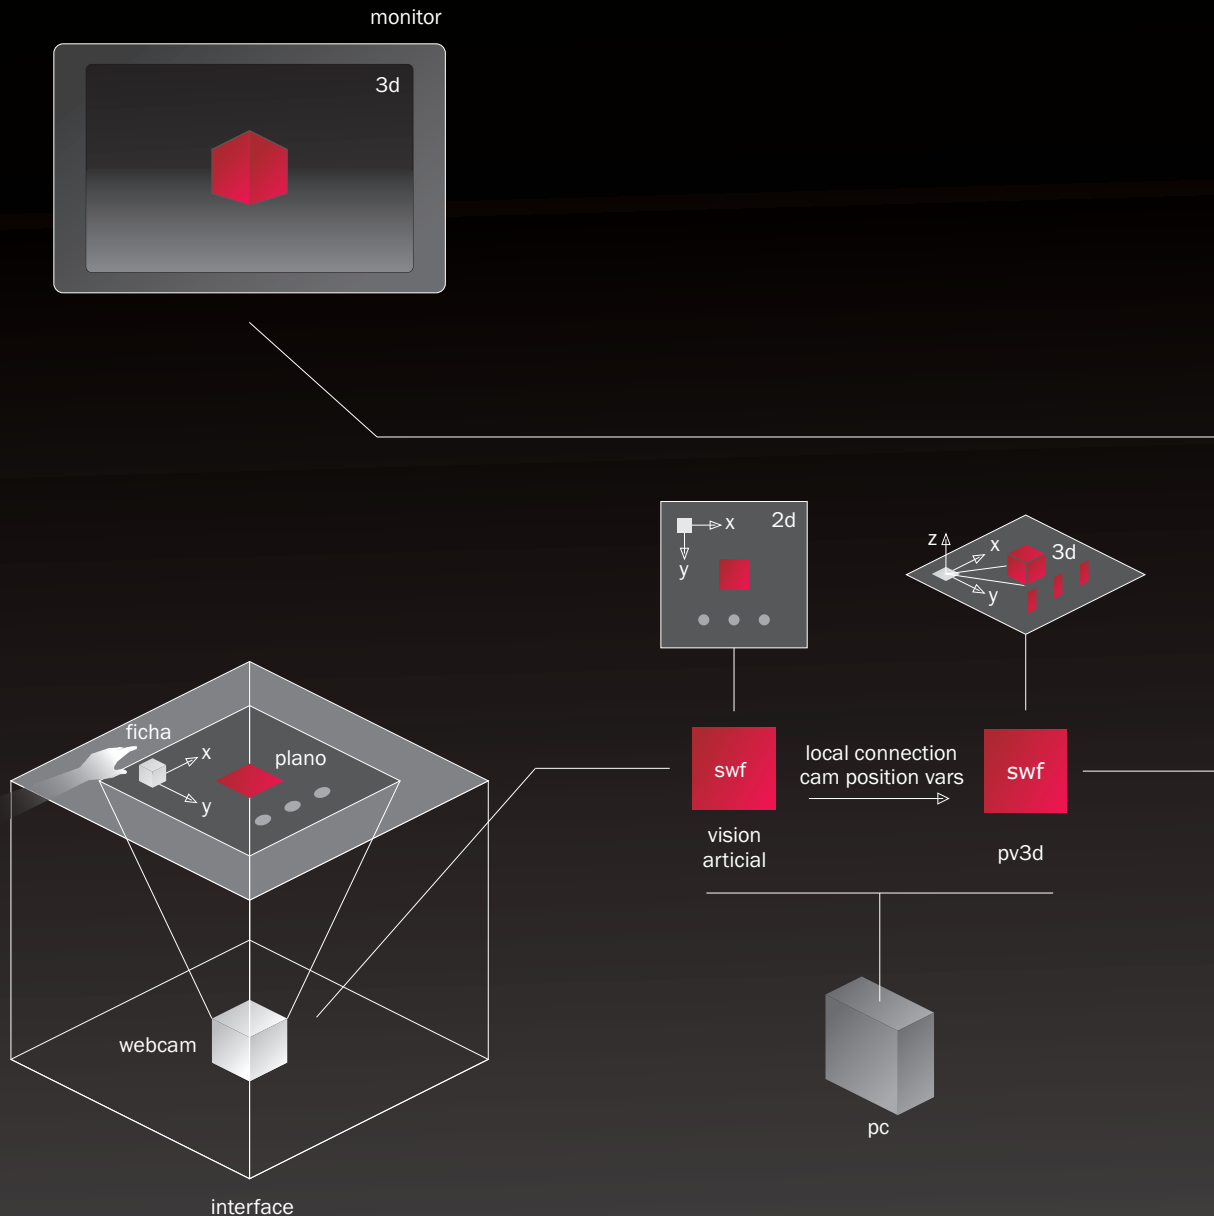 monitor
3d
2d
x
y
z
x
3d
y
ficha
x
plano
y
swf
local connection
cam position vars
swf
vision
articial
pv3d
webcam
pc
interface